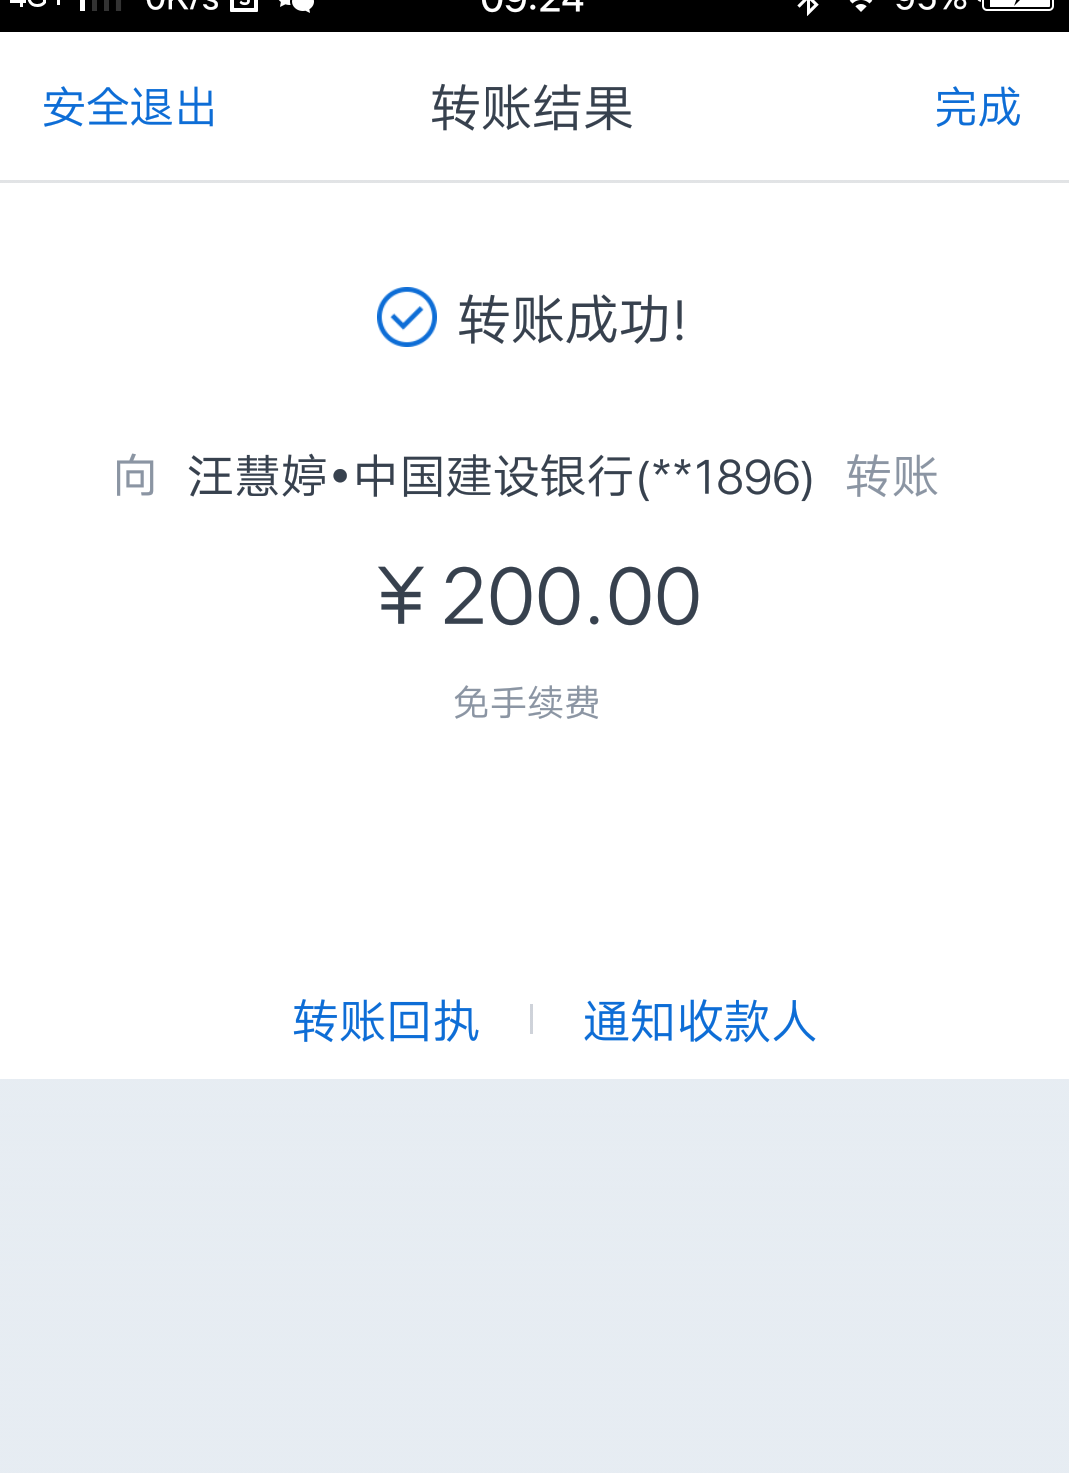 4G+ 0K/s 09:24 95%
安全退出 转账结果 完成
转账成功!
向 汪慧婷•中国建设银行(**1896) 转账
¥200.00
免手续费
转账回执 | 通知收款人